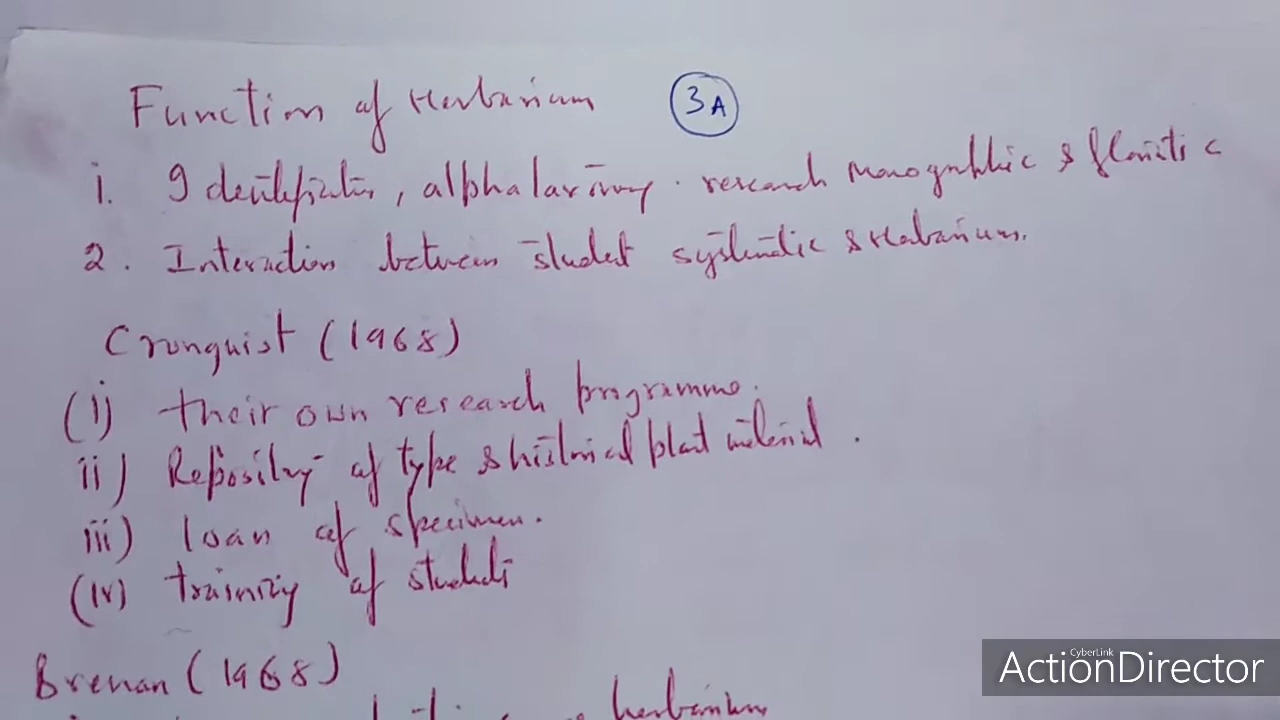 Function of Herbarium 3A
1. Identification, alpha taxonomy. research monographic & floristic
2. Interaction between student systematic & Herbarium.
Cronquist (1968)
(i) their own research programme.
ii) Repository of type & historical plant material.
iii) loan of specimen.
(iv) training of students
Brenan (1968)
herbarium
CyberLink
ActionDirector